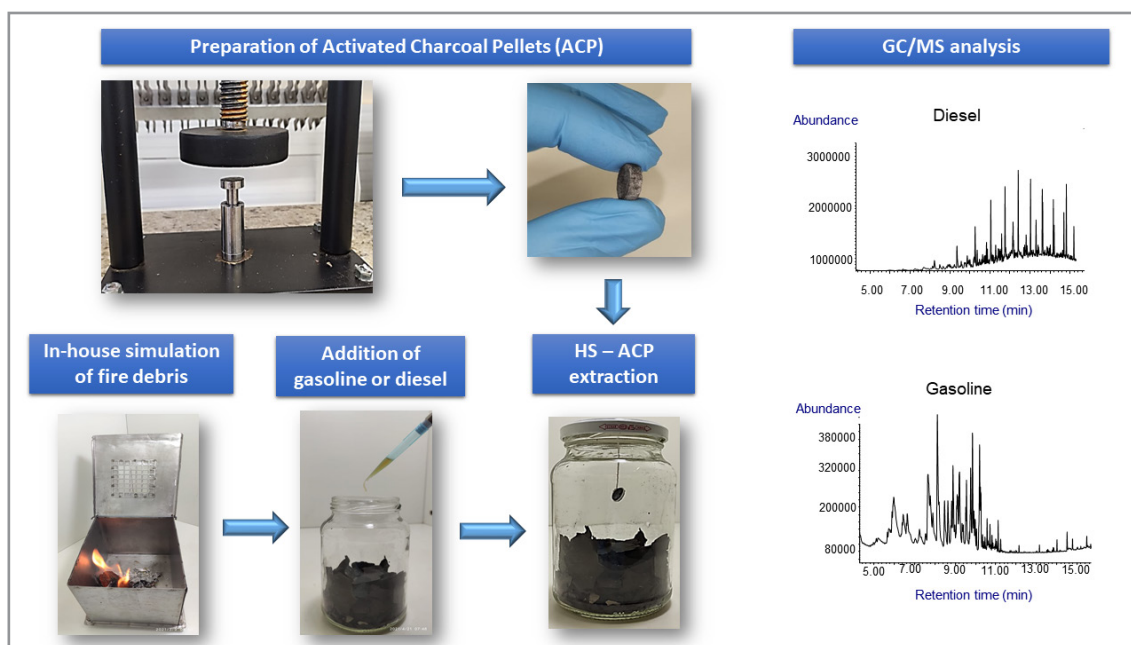 Preparation of Activated Charcoal Pellets (ACP)
GC/MS analysis
Abundance
Diesel
3000000
2000000
1000000
5.00 7.00 9.00 11.00 13.00 15.00
Retention time (min)
In-house simulation
of fire debris
Addition of
gasoline or diesel
HS – ACP
extraction
Gasoline
Abundance
380000
320000
200000
80000
5.00 7.00 9.00 11.00 13.00 15.00
Retention time (min)